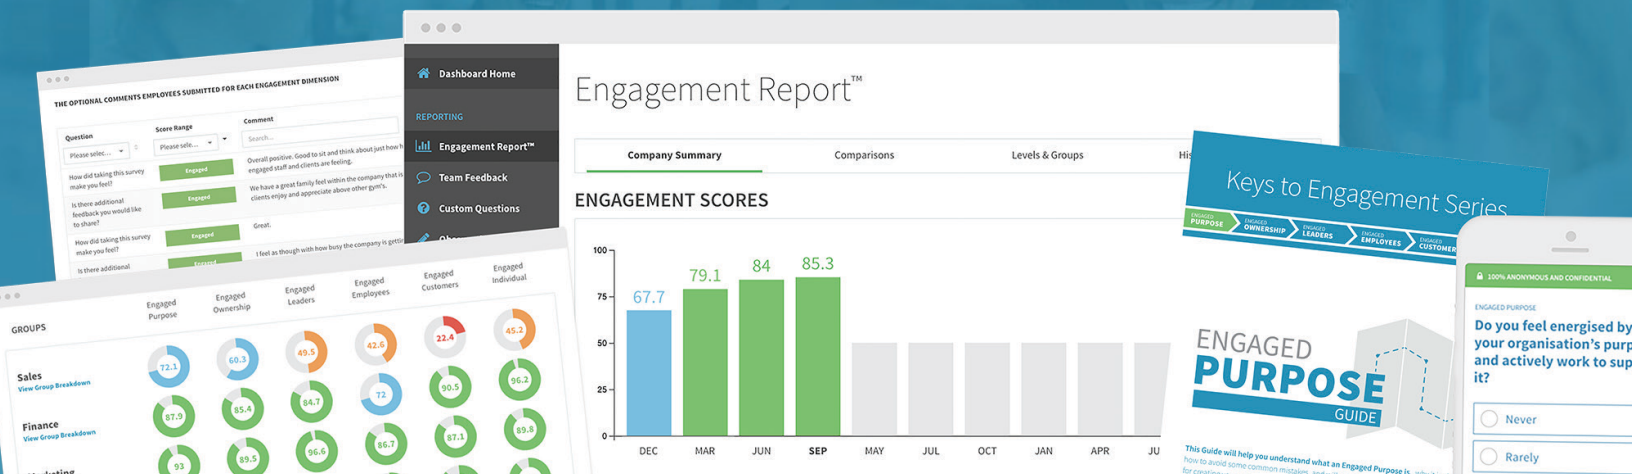 THE OPTIONAL COMMENTS EMPLOYEES SUBMITTED FOR EACH ENGAGEMENT DIMENSION
Question
Score Range
Comment
Please selec...
Please sele...
Search...
How did taking this survey
make you feel?
Engaged
Overall positive. Good to sit and think about just how
engaged staff and clients are feeling.
Is there additional
feedback you would like
to share?
Engaged
We have a great family feel within the company that is
clients enjoy and appreciate above other gym's.
How did taking this survey
make you feel?
Engaged
Great.
Is there additional
Engaged
I feel as though with how busy the company is
Dashboard Home
REPORTING
Engagement Report™
Team Feedback
Custom Questions
Engagement Report™
Company Summary
Comparisons
Levels & Groups
ENGAGEMENT SCORES
100
75
50
25
0
67.7
79.1
84
85.3
DEC
MAR
JUN
SEP
MAY
JUL
OCT
JAN
APR
JU
GROUPS
Engaged
Purpose
Engaged
Ownership
Engaged
Leaders
Engaged
Employees
Engaged
Customers
Engaged
Individual
Sales
View Group Breakdown
72.1
60.3
49.5
42.6
22.4
45.2
Finance
View Group Breakdown
87.9
85.4
84.7
72
90.5
96.2
93
89.5
96.6
86.7
87.1
89.8
Keys to Engagement Series
ENGAGED
PURPOSE
ENGAGED
OWNERSHIP
ENGAGED
LEADERS
ENGAGED
EMPLOYEES
ENGAGED
CUSTOMER
ENGAGED
PURPOSE
GUIDE
This Guide will help you understand what an Engaged Purpose is
how to avoid some common mistakes
100% ANONYMOUS AND CONFIDENTIAL
ENGAGED PURPOSE
Do you feel energised by
your organisation's purp
and actively work to sup
it?
Never
Rarely